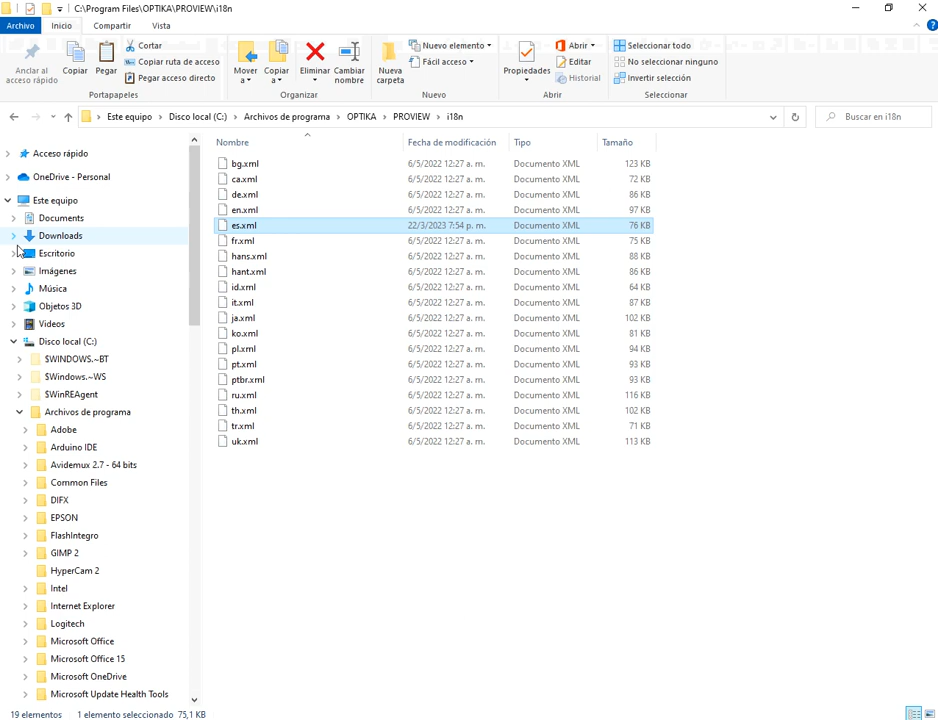 C:\Program Files\OPTIKA\PROVIEW\i18n
Archivo Inicio Compartir Vista
Anclar al acceso rápido
Copiar
Pegar
Cortar
Copiar ruta de acceso
Pegar acceso directo
Portapapeles
Mover a
Copiar a
Eliminar
Cambiar nombre
Organizar
Nueva carpeta
Nuevo elemento
Fácil acceso
Nuevo
Propiedades
Abrir
Editar
Historial
Abrir
Seleccionar todo
No seleccionar ninguno
Invertir selección
Seleccionar
Este equipo > Disco local (C:) > Archivos de programa > OPTIKA > PROVIEW > i18n
Buscar en i18n
Acceso rápido
OneDrive - Personal
Este equipo
Documents
Downloads
Escritorio
Imágenes
Música
Objetos 3D
Videos
Disco local (C:)
$WINDOWS.~BT
$Windows.~WS
$WinREAgent
Archivos de programa
Adobe
Arduino IDE
Avidemux 2.7 - 64 bits
Common Files
DIFX
EPSON
FlashIntegro
GIMP 2
HyperCam 2
Intel
Internet Explorer
Logitech
Microsoft Office
Microsoft Office 15
Microsoft OneDrive
Microsoft Update Health Tools
Nombre Fecha de modificación Tipo Tamaño
bg.xml 6/5/2022 12:27 a. m. Documento XML 123 KB
ca.xml 6/5/2022 12:27 a. m. Documento XML 72 KB
de.xml 6/5/2022 12:27 a. m. Documento XML 86 KB
en.xml 6/5/2022 12:27 a. m. Documento XML 97 KB
es.xml 22/3/2023 7:54 p. m. Documento XML 76 KB
fr.xml 6/5/2022 12:27 a. m. Documento XML 75 KB
hans.xml 6/5/2022 12:27 a. m. Documento XML 88 KB
hant.xml 6/5/2022 12:27 a. m. Documento XML 86 KB
id.xml 6/5/2022 12:27 a. m. Documento XML 64 KB
it.xml 6/5/2022 12:27 a. m. Documento XML 87 KB
ja.xml 6/5/2022 12:27 a. m. Documento XML 102 KB
ko.xml 6/5/2022 12:27 a. m. Documento XML 81 KB
pl.xml 6/5/2022 12:27 a. m. Documento XML 94 KB
pt.xml 6/5/2022 12:27 a. m. Documento XML 93 KB
ptbr.xml 6/5/2022 12:27 a. m. Documento XML 93 KB
ru.xml 6/5/2022 12:27 a. m. Documento XML 116 KB
th.xml 6/5/2022 12:27 a. m. Documento XML 102 KB
tr.xml 6/5/2022 12:27 a. m. Documento XML 71 KB
uk.xml 6/5/2022 12:27 a. m. Documento XML 113 KB
19 elementos 1 elemento seleccionado 75,1 KB